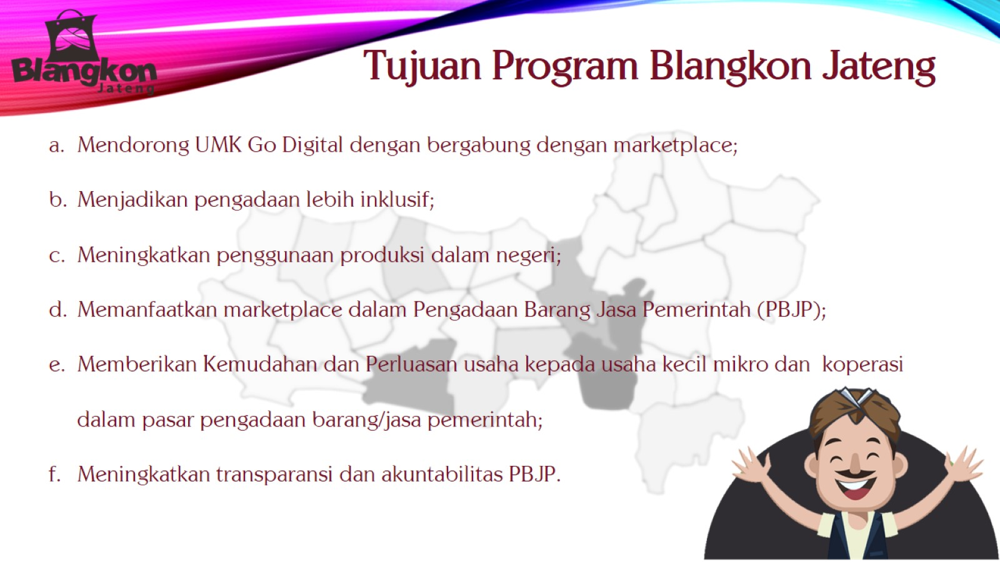 Blangkon
Jateng
Tujuan Program Blangkon Jateng
a. Mendorong UMK Go Digital dengan bergabung dengan marketplace;
b. Menjadikan pengadaan lebih inklusif;
c. Meningkatkan penggunaan produksi dalam negeri;
d. Memanfaatkan marketplace dalam Pengadaan Barang Jasa Pemerintah (PBJP);
e. Memberikan Kemudahan dan Perluasan usaha kepada usaha kecil mikro dan koperasi
dalam pasar pengadaan barang/jasa pemerintah;
f. Meningkatkan transparansi dan akuntabilitas PBJP.